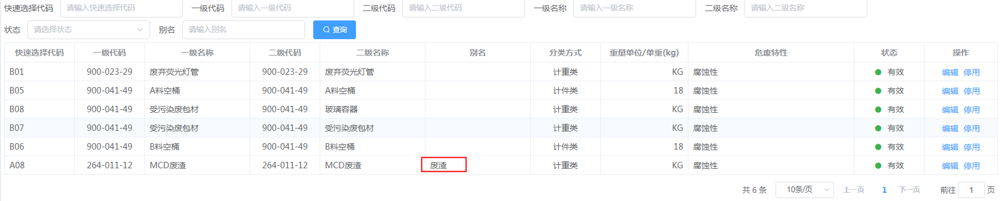 快速选择代码 请输入快速选择代码 一级代码 请输入一级代码 二级代码 请输入二级代码 一级名称 请输入一级名称 二级名称 请输入二级名称
状态 请选择状态 别名 请输入别名 查询
快速选择代码 一级代码 一级名称 二级代码 二级名称 别名 分类方式 重量单位/单重(kg) 危废特性 状态 操作
B01 900-023-29 废弃荧光灯管 900-023-29 废弃荧光灯管 计重类 KG 腐蚀性 有效 编辑 停用
B05 900-041-49 A料空桶 900-041-49 A料空桶 计件类 18 腐蚀性 有效 编辑 停用
B08 900-041-49 受污染废包材 900-041-49 玻璃容器 计重类 KG 腐蚀性 有效 编辑 停用
B07 900-041-49 受污染废包材 900-041-49 受污染废包材 计重类 KG 腐蚀性 有效 编辑 停用
B06 900-041-49 B料空桶 900-041-49 B料空桶 计件类 18 腐蚀性 有效 编辑 停用
A08 264-011-12 MCD废渣 264-011-12 MCD废渣 废渣 计重类 KG 腐蚀性 有效 编辑 停用
共 6 条 10条/页 上一页 1 下一页 前往 1 页